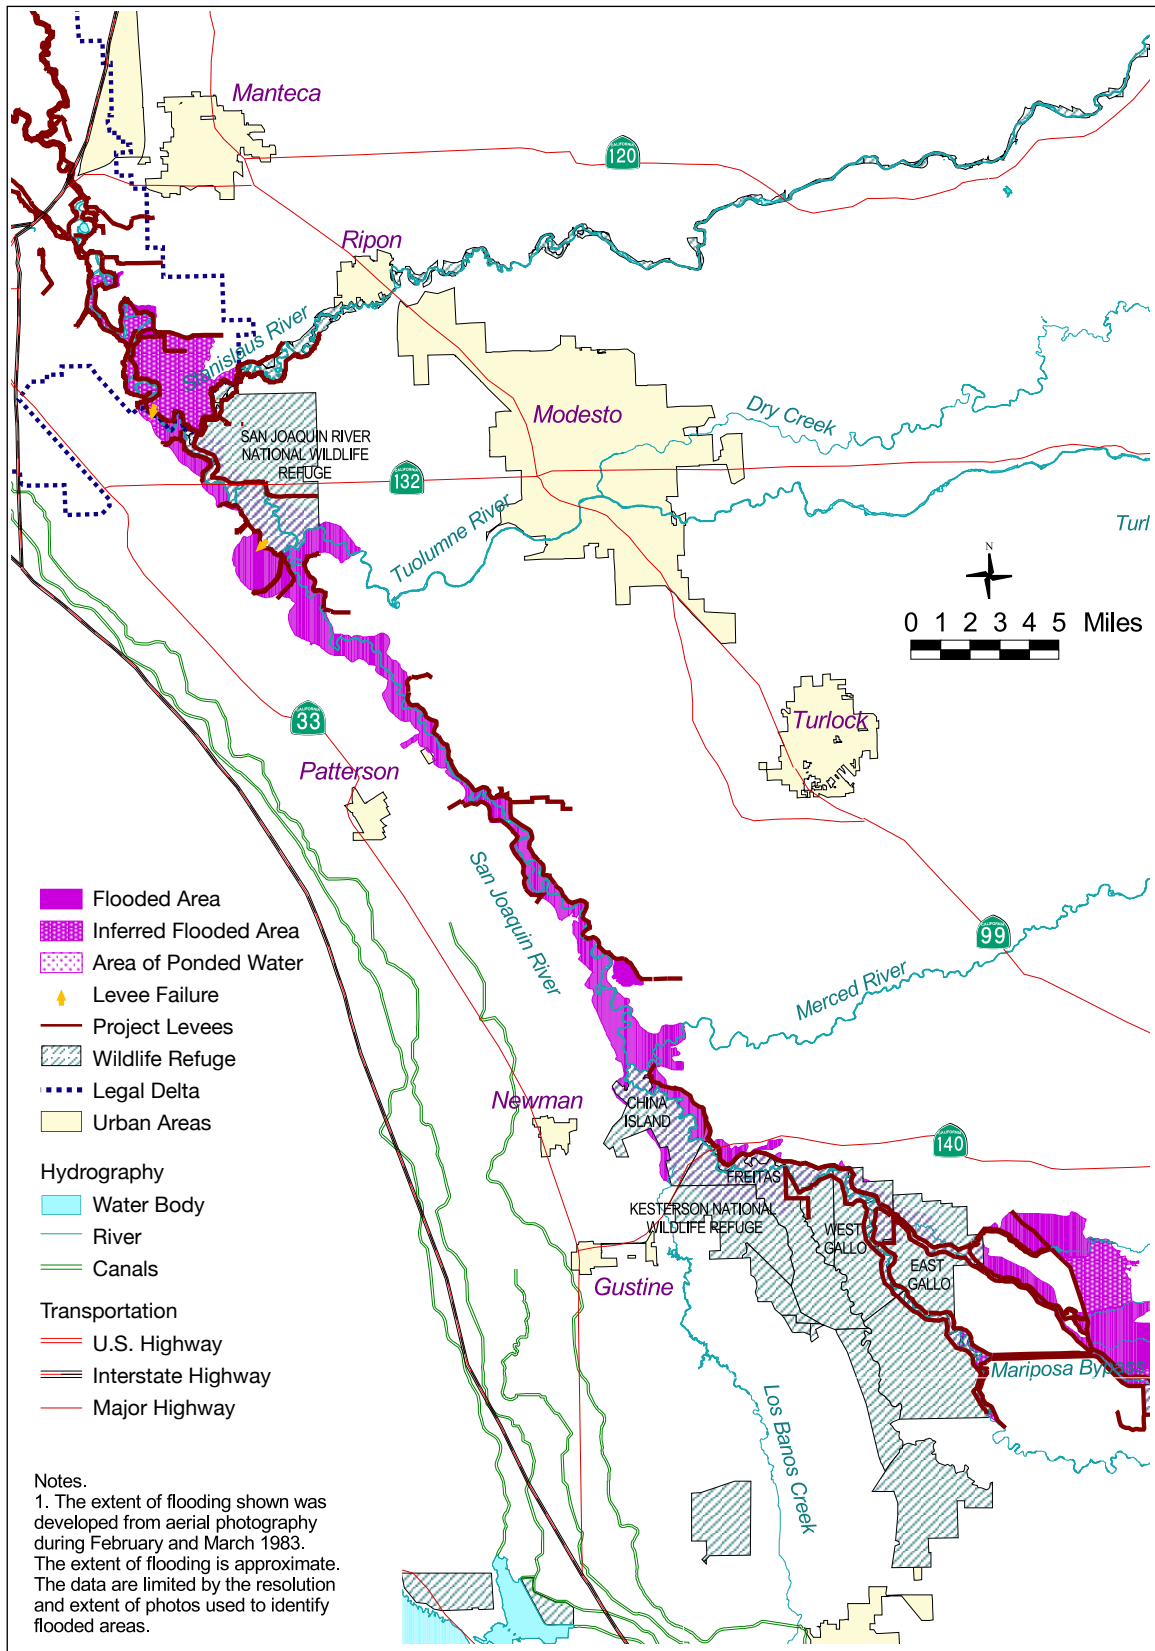 Manteca
CALIFORNIA
120
Ripon
Stanislaus River
Modesto
Dry Creek
SAN JOAQUIN RIVER
NATIONAL WILDLIFE
REFUGE
CALIFORNIA
132
Tuolumne River
Turl
N
0 1 2 3 4 5 Miles
CALIFORNIA
33
Turlock
Patterson
San Joaquin River
CALIFORNIA
99
Merced River
Newman
CHINA
ISLAND
CALIFORNIA
140
FREITAS
KESTERSON NATIONAL
WILDLIFE REFUGE
WEST
GALLO
EAST
GALLO
Gustine
Mariposa Bypass
Los Banos Creek
Flooded Area
Inferred Flooded Area
Area of Ponded Water
Levee Failure
Project Levees
Wildlife Refuge
Legal Delta
Urban Areas
Hydrography
Water Body
River
Canals
Transportation
U.S. Highway
Interstate Highway
Major Highway
Notes.
1. The extent of flooding shown was
developed from aerial photography
during February and March 1983.
The extent of flooding is approximate.
The data are limited by the resolution
and extent of photos used to identify
flooded areas.